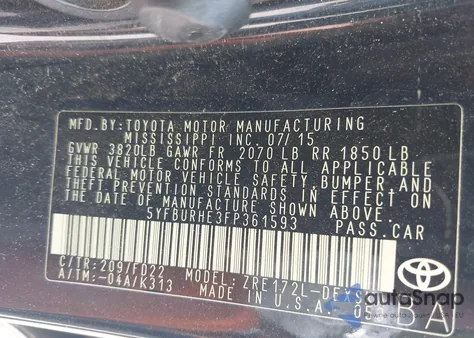 MFD.BY:TOYOTA MOTOR MANUFACTURING
MISSISSIPPI INC. 07/15
GVWR 3820LB GAWR FR 2070 LB RR 1850 LB
THIS VEHICLE CONFORMS TO ALL APPLICABLE
FEDERAL MOTOR VEHICLE SAFETY,BUMPER,AND
THEFT PREVENTION STANDARDS IN EFFECT ON
THE DATE OF MANUFACTURE SHOWN ABOVE.
5YFBURHE3FP361593 PASS.CAR
C/TR:209/FD22 MODEL:
A/TM:-04A/K313 MADE IN U.S.A.
TOYOTA
autoSnap